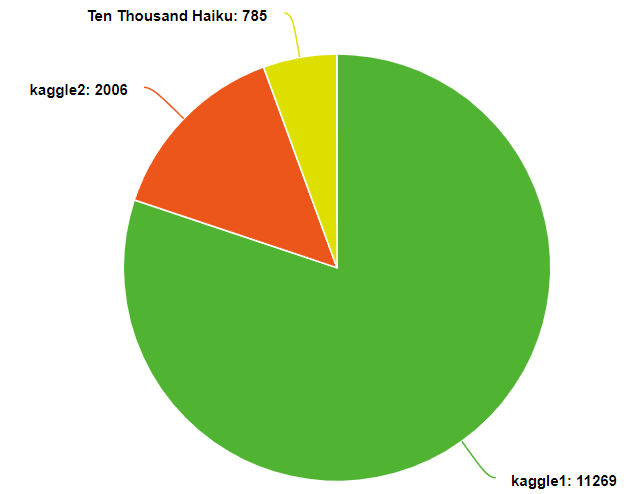 Ten Thousand Haiku: 785
kaggle2: 2006
kaggle1: 11269